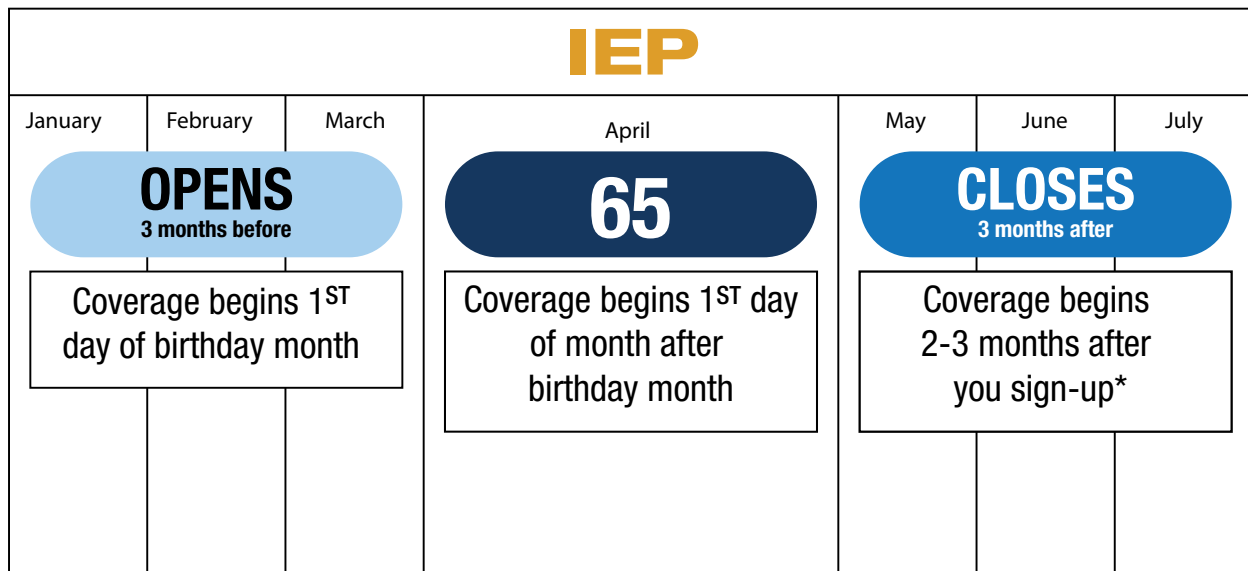 IEP
January
February
March
April
May
June
July
OPENS
3 months before
65
CLOSES
3 months after
Coverage begins 1ST
day of birthday month
Coverage begins 1ST day
of month after
birthday month
Coverage begins
2-3 months after
you sign-up*